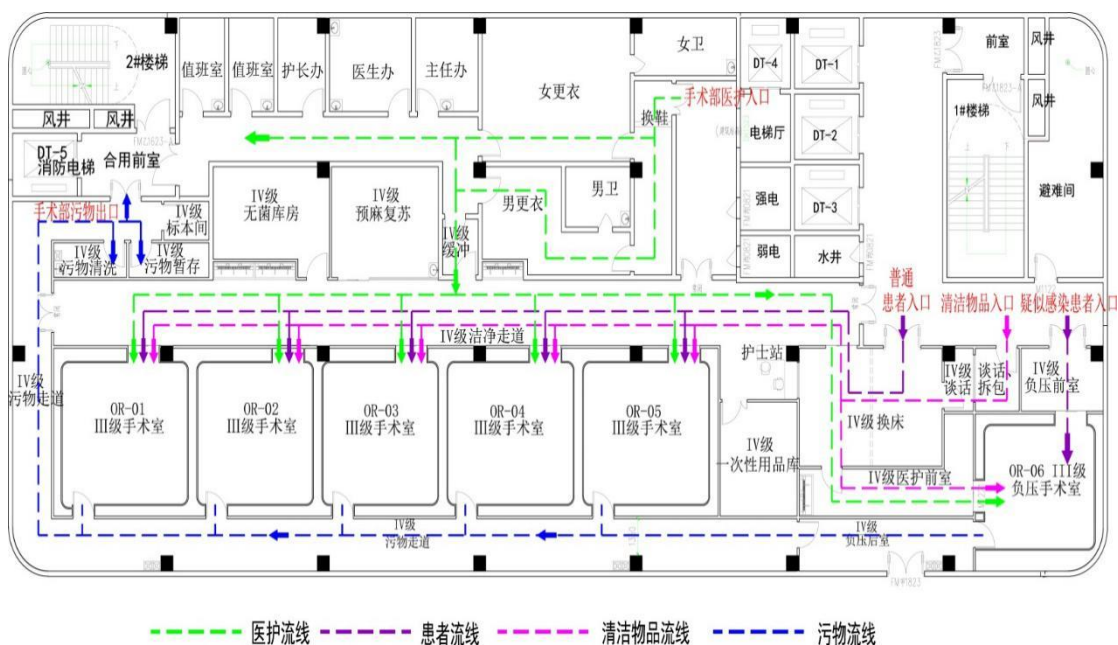 2#楼梯
值班室
值班室
护长办
医生办
主任办
女更衣
女卫
DT-4
DT-1
前室
风井
风井
风井
手术部医护入口
换鞋
1#楼梯
风井
DT-5
消防电梯
合用前室
电梯厅
DT-2
避难间
手术部污物出口
IV级
标本间
IV级
无菌库房
IV级
预麻复苏
IV级
缓冲
男更衣
男卫
强电
DT-3
IV级
污物清洗
IV级
污物暂存
弱电
水井
普通
患者入口
清洁物品入口
疑似感染患者入口
IV级洁净走道
护士站
IV级
污物走道
IV级
谈话
谈话、
拆包
IV级
负压前室
OR-01
III级手术室
OR-02
III级手术室
OR-03
III级手术室
OR-04
III级手术室
OR-05
III级手术室
IV级
一次性用品库
IV级 换床
IV级医护前室
OR-06 III级
负压手术室
IV级
污物走道
IV级
负压后室
FM甲1823
医护流线
患者流线
清洁物品流线
污物流线